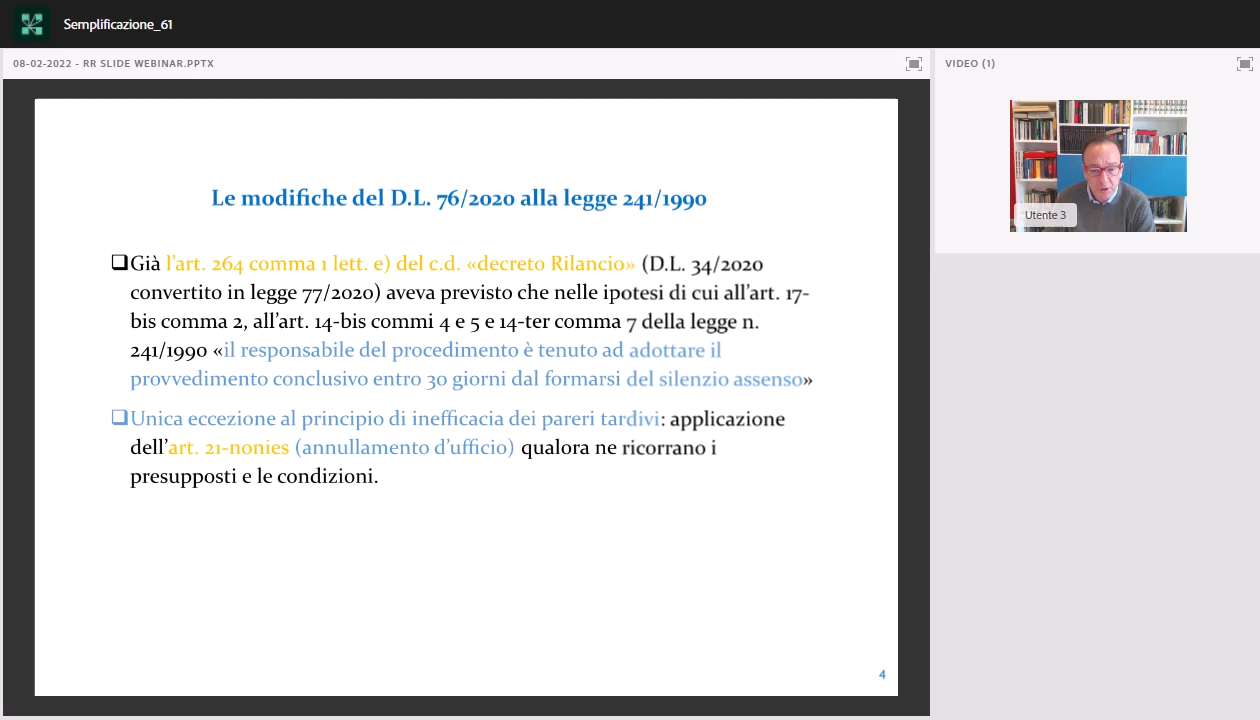 Semplificazione_61
08-02-2022 - RR SLIDE WEBINAR.PPTX
VIDEO (1)
Le modifiche del D.L. 76/2020 alla legge 241/1990
❑Già l'art. 264 comma 1 lett. e) del c.d. «decreto Rilancio» (D.L. 34/2020
convertito in legge 77/2020) aveva previsto che nelle ipotesi di cui all'art. 17-
bis comma 2, all'art. 14-bis commi 4 e 5 e 14-ter comma 7 della legge n.
241/1990 «il responsabile del procedimento è tenuto ad adottare il
provvedimento conclusivo entro 30 giorni dal formarsi del silenzio assenso»
❑Unica eccezione al principio di inefficacia dei pareri tardivi: applicazione
dell'art. 21-nonies (annullamento d'ufficio) qualora ne ricorrano i
presupposti e le condizioni.
4
Utente 3